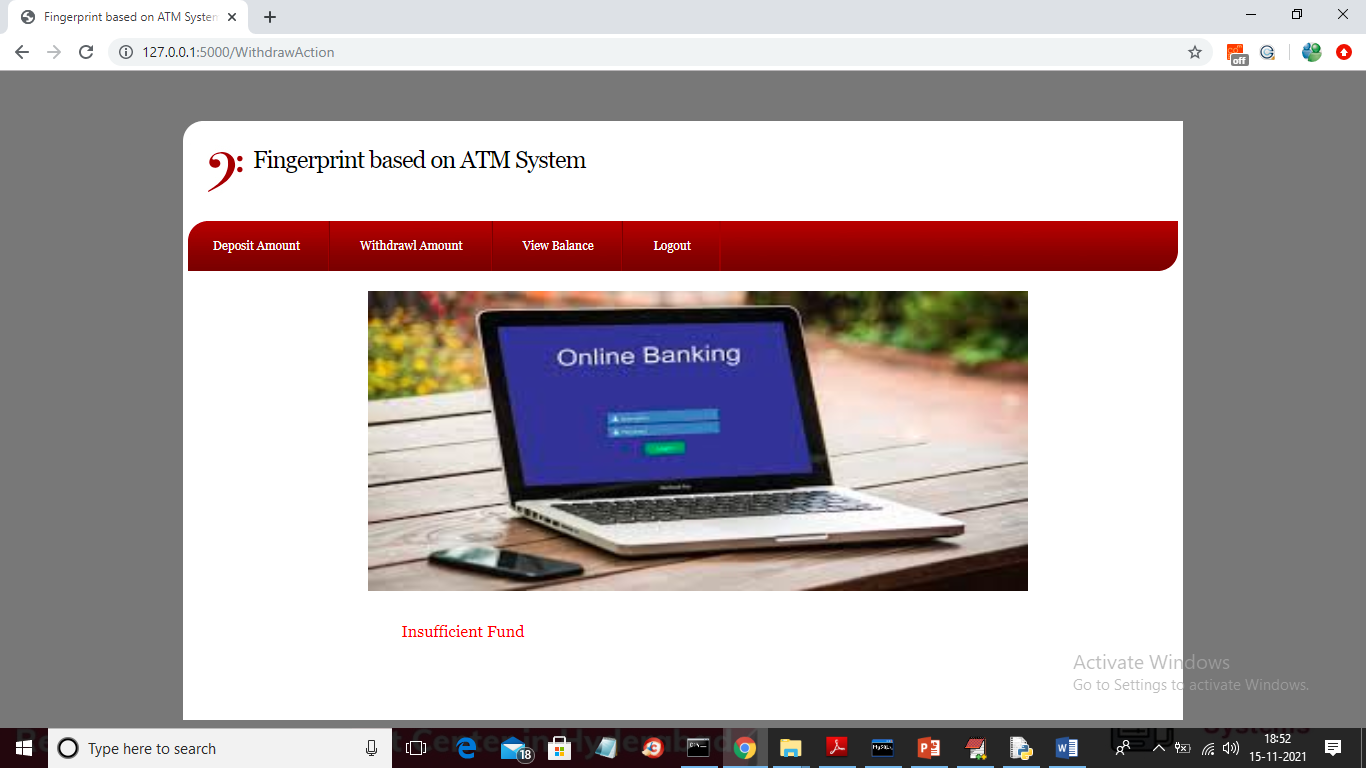 Fingerprint based on ATM System
127.0.0.1:5000/WithdrawAction
off
Fingerprint based on ATM System
Deposit Amount
Withdrawl Amount
View Balance
Logout
Online Banking
Insufficient Fund
Activate Windows
Go to Settings to activate Windows.
Type here to search
18
18:52
15-11-2021